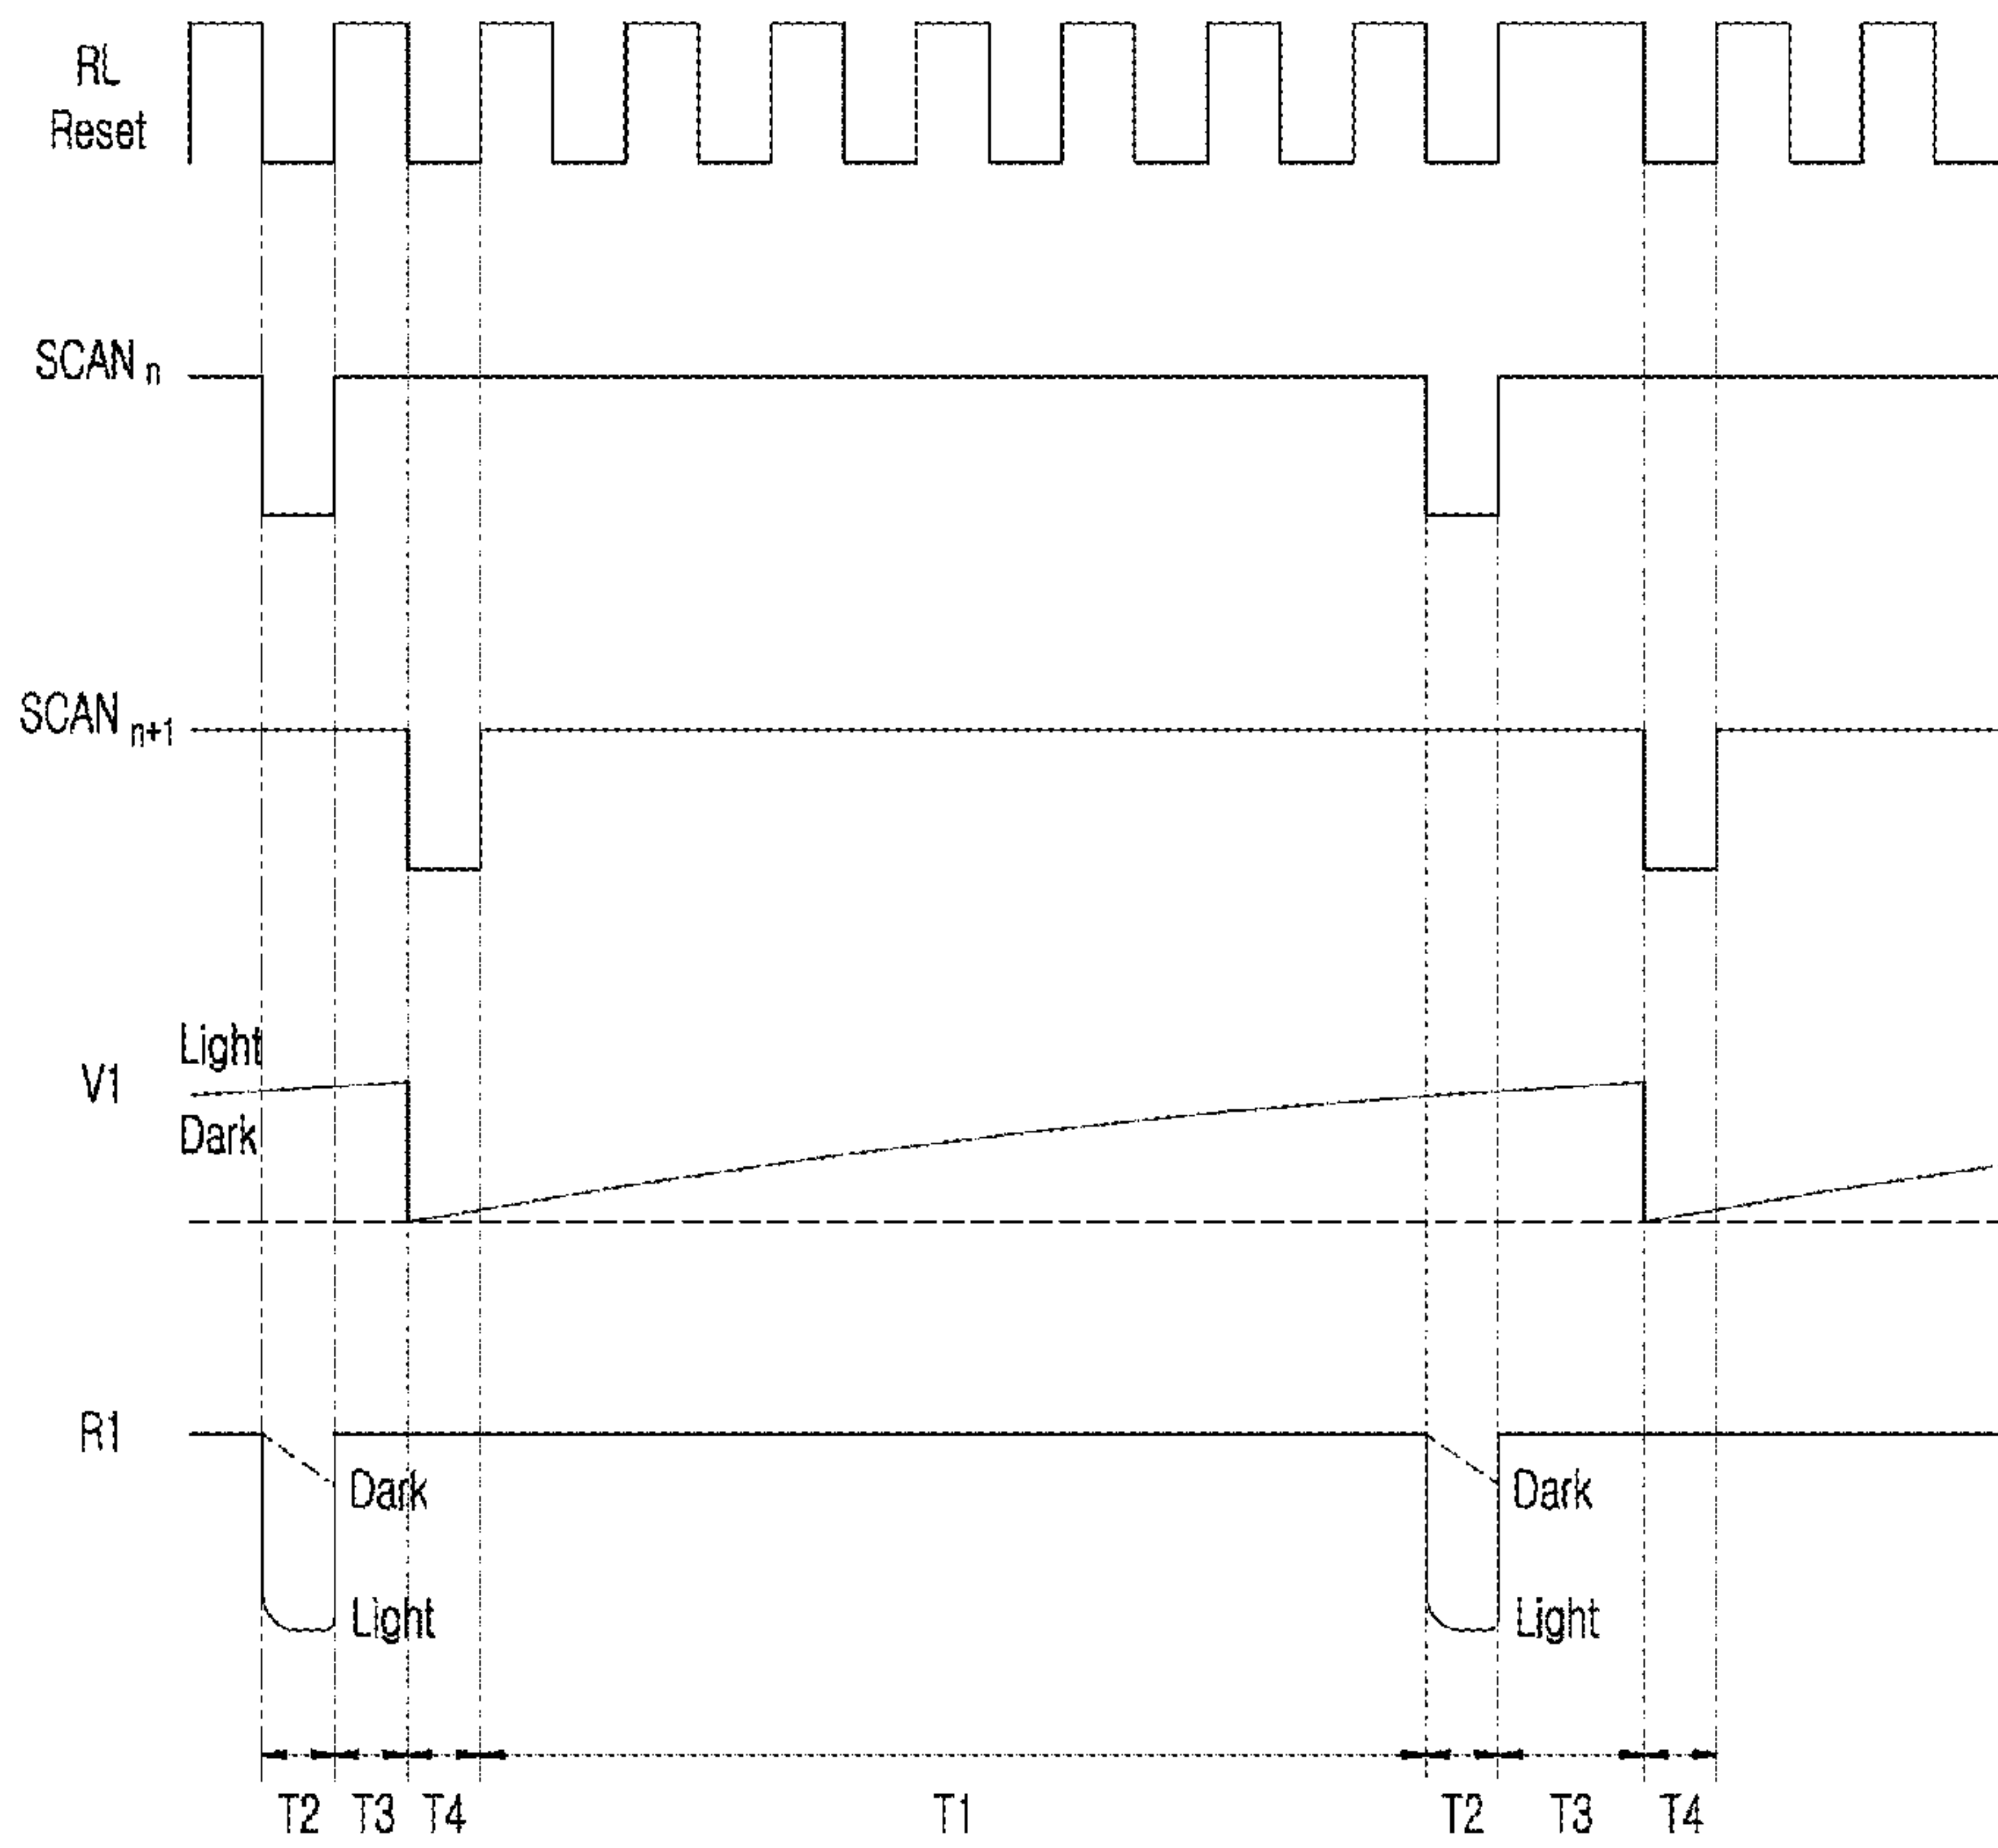 RL
Reset
SCAN n
SCAN n+1
Light
V1
Dark
R1
Dark
Dark
Light
Light
T2 T3 T4 T1 T2 T3 T4